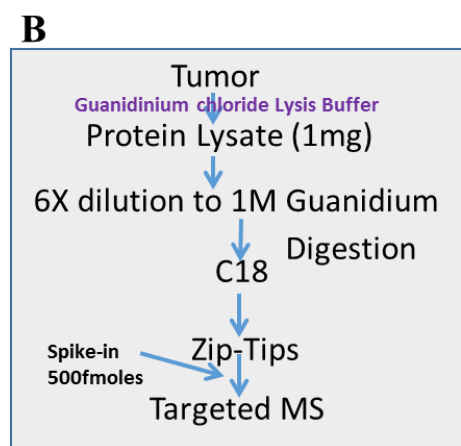 B
Tumor
Guanidinium chloride Lysis Buffer
Protein Lysate (1mg)
6X dilution to 1M Guanidium
Digestion
C18
Zip-Tips
Spike-in
500fmoles
Targeted MS